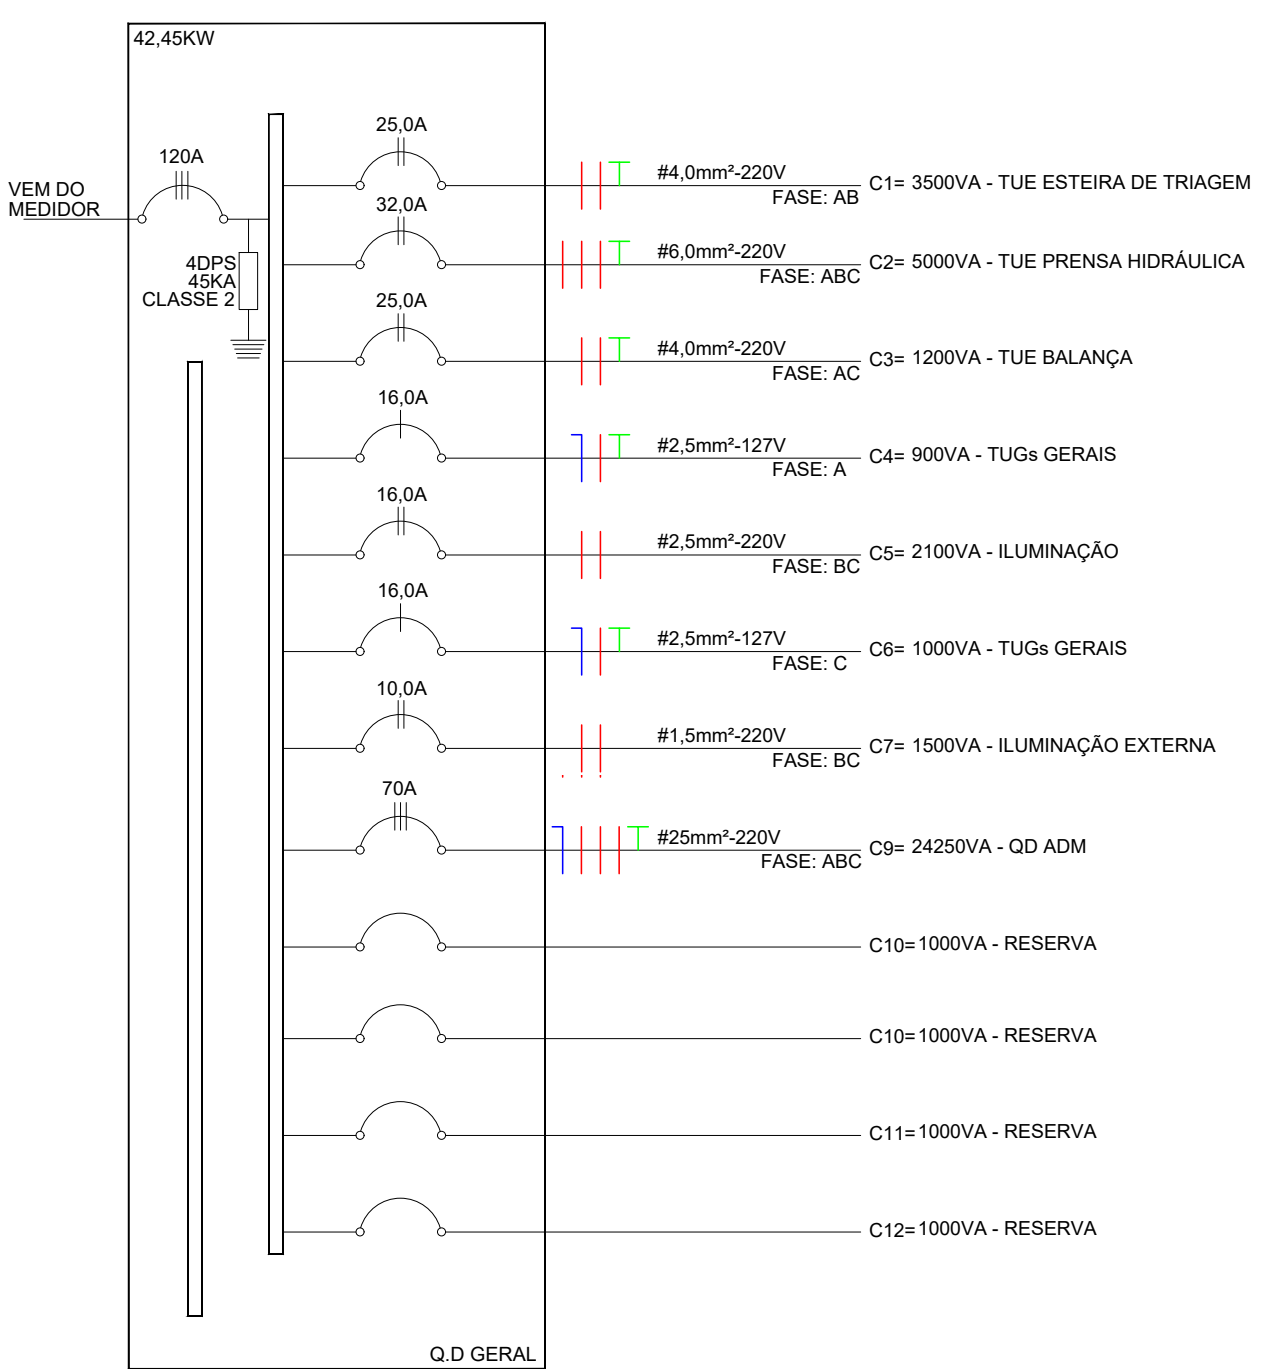 42,45KW
120A
VEM DO
MEDIDOR
4DPS
45KA
CLASSE 2
25,0A
#4,0mm²-220V
FASE: AB
C1= 3500VA - TUE ESTEIRA DE TRIAGEM
32,0A
#6,0mm²-220V
FASE: ABC
C2= 5000VA - TUE PRENSA HIDRÁULICA
25,0A
#4,0mm²-220V
FASE: AC
C3= 1200VA - TUE BALANÇA
16,0A
#2,5mm²-127V
FASE: A
C4= 900VA - TUGs GERAIS
16,0A
#2,5mm²-220V
FASE: BC
C5= 2100VA - ILUMINAÇÃO
16,0A
#2,5mm²-127V
FASE: C
C6= 1000VA - TUGs GERAIS
10,0A
#1,5mm²-220V
FASE: BC
C7= 1500VA - ILUMINAÇÃO EXTERNA
70A
#25mm²-220V
FASE: ABC
C9= 24250VA - QD ADM
C10=1000VA - RESERVA
C10=1000VA - RESERVA
C11=1000VA - RESERVA
C12=1000VA - RESERVA
Q.D GERAL